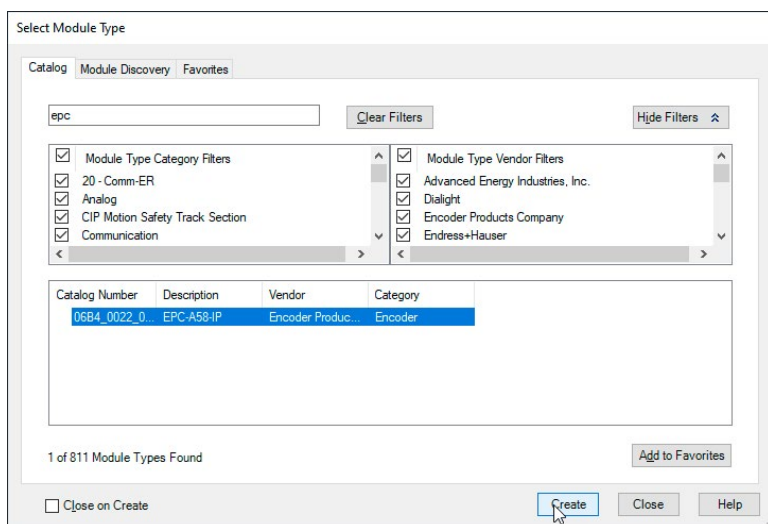 Select Module Type
Catalog Module Discovery Favorites
epc Clear Filters Hide Filters
Module Type Category Filters Module Type Vendor Filters
20 - Comm-ER Advanced Energy Industries, Inc.
Analog Dialight
CIP Motion Safety Track Section Encoder Products Company
Communication Endress+Hauser
Catalog Number Description Vendor Category
06B4_0022_0... EPC-A58-IP Encoder Produc... Encoder
1 of 811 Module Types Found Add to Favorites
Close on Create Create Close Help